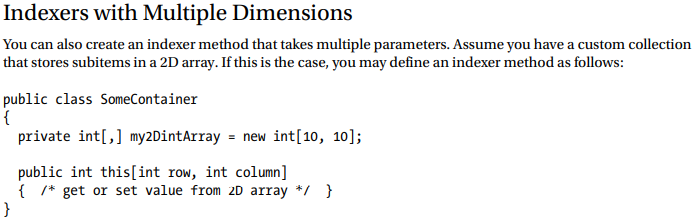 Indexers with Multiple Dimensions
You can also create an indexer method that takes multiple parameters. Assume you have a custom collection
that stores subitems in a 2D array. If this is the case, you may define an indexer method as follows:
public class SomeContainer
{
private int[,] my2DintArray = new int[10, 10];
public int this[int row, int column]
{ /* get or set value from 2D array */ }
}